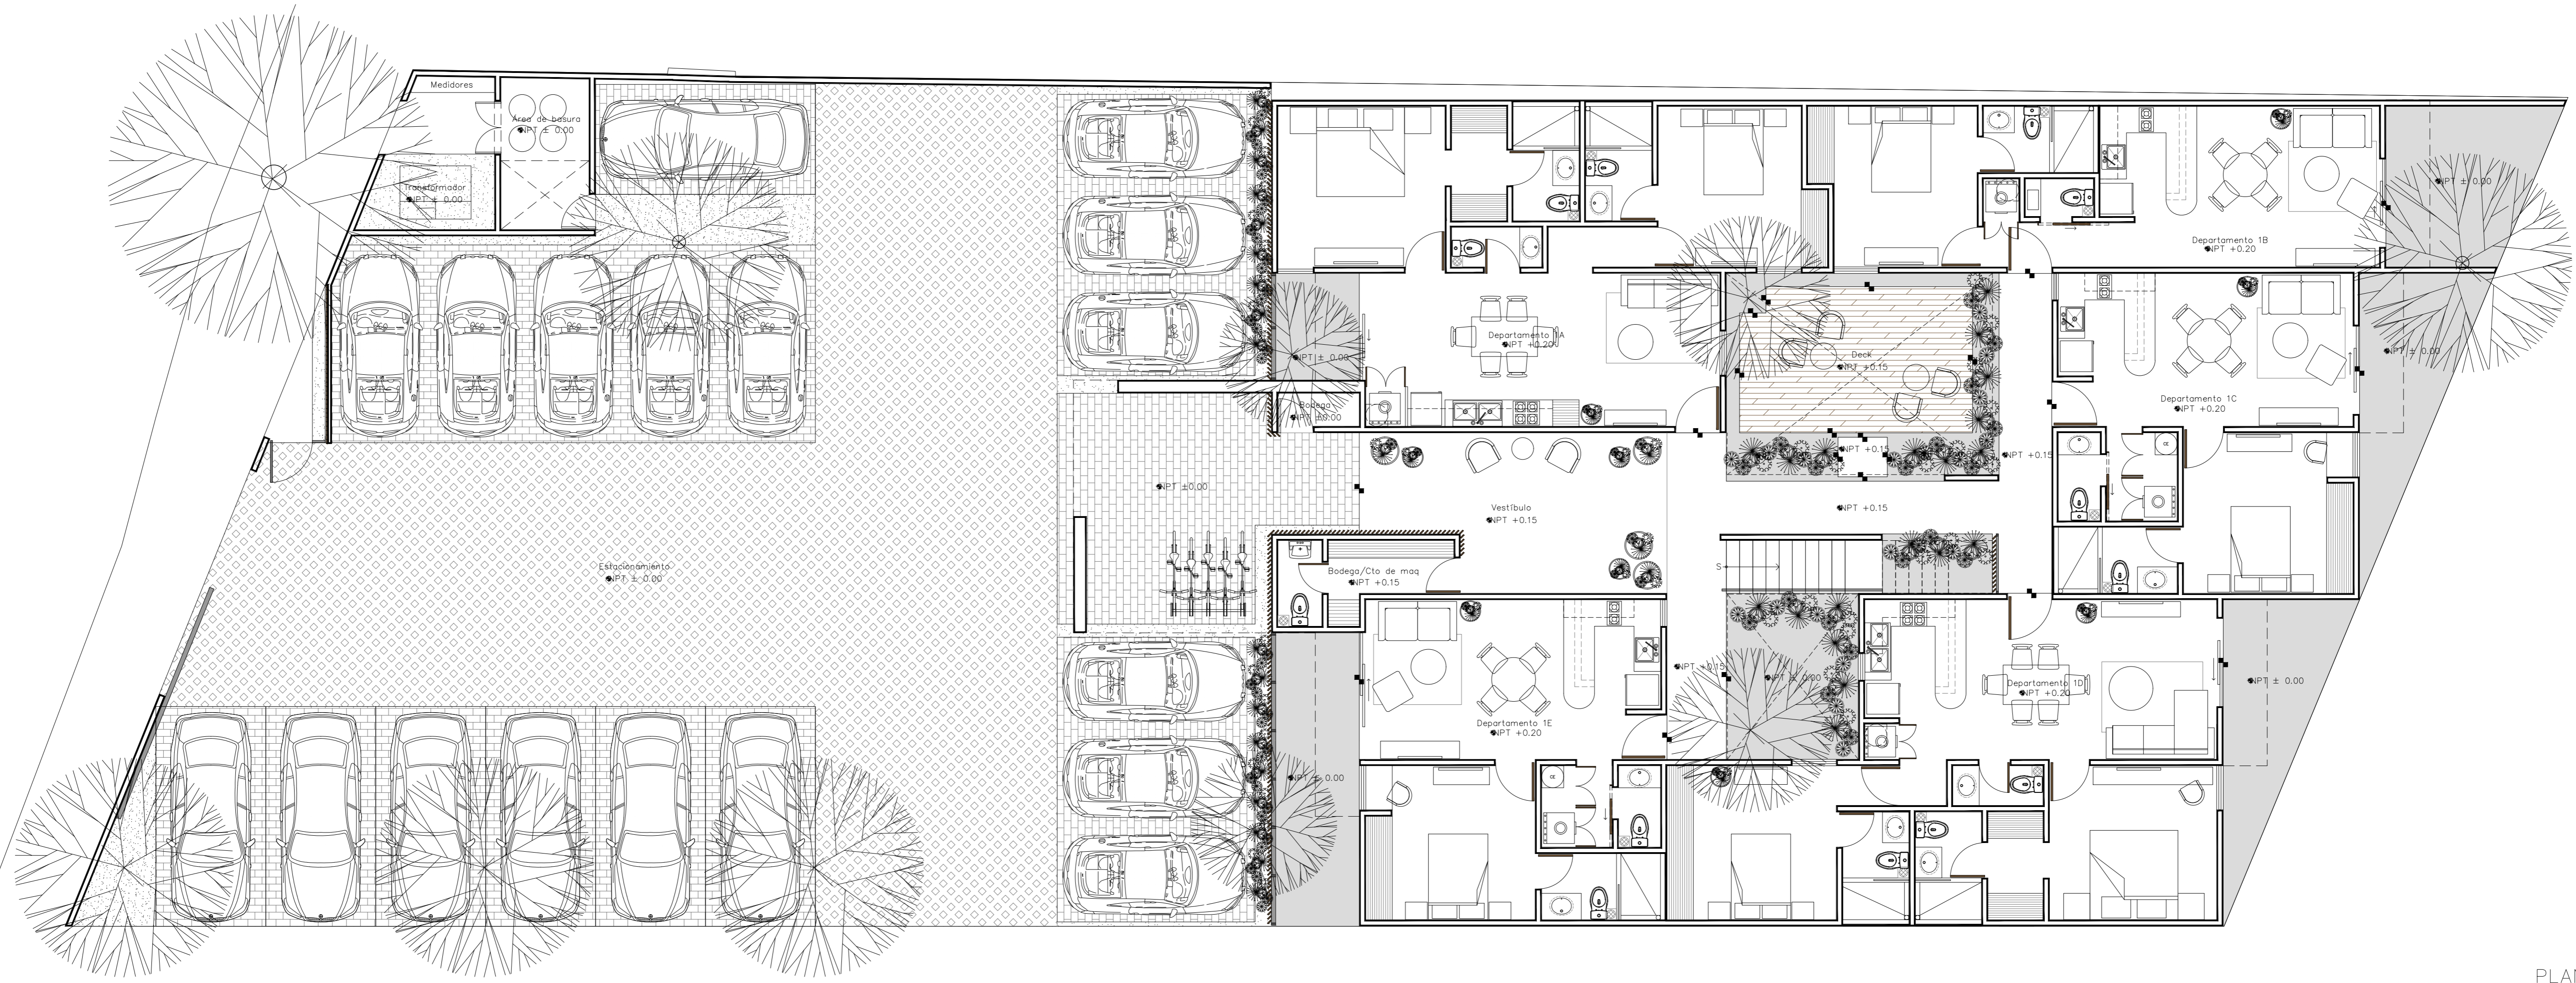 Medidores
Área de basura
NPT ± 0.00
Transformador
NPT ± 0.00
Departamento 1B
NPT +0.20
NPT ± 0.00
Departamento 1A
NPT +0.20
NPT ± 0.00
Deck
NPT +0.15
NPT ± 0.00
Departamento 1C
NPT +0.20
Bodega
NPT ±0.00
NPT +0.15
NPT +0.15
NPT ±0.00
Vestíbulo
NPT +0.15
NPT +0.15
Estacionamiento
NPT ± 0.00
Bodega/Cto de maq
NPT +0.15
S
NPT +0.15
NPT ± 0.00
Departamento 1D
NPT +0.20
NPT ± 0.00
Departamento 1E
NPT +0.20
NPT ± 0.00
CE
CE